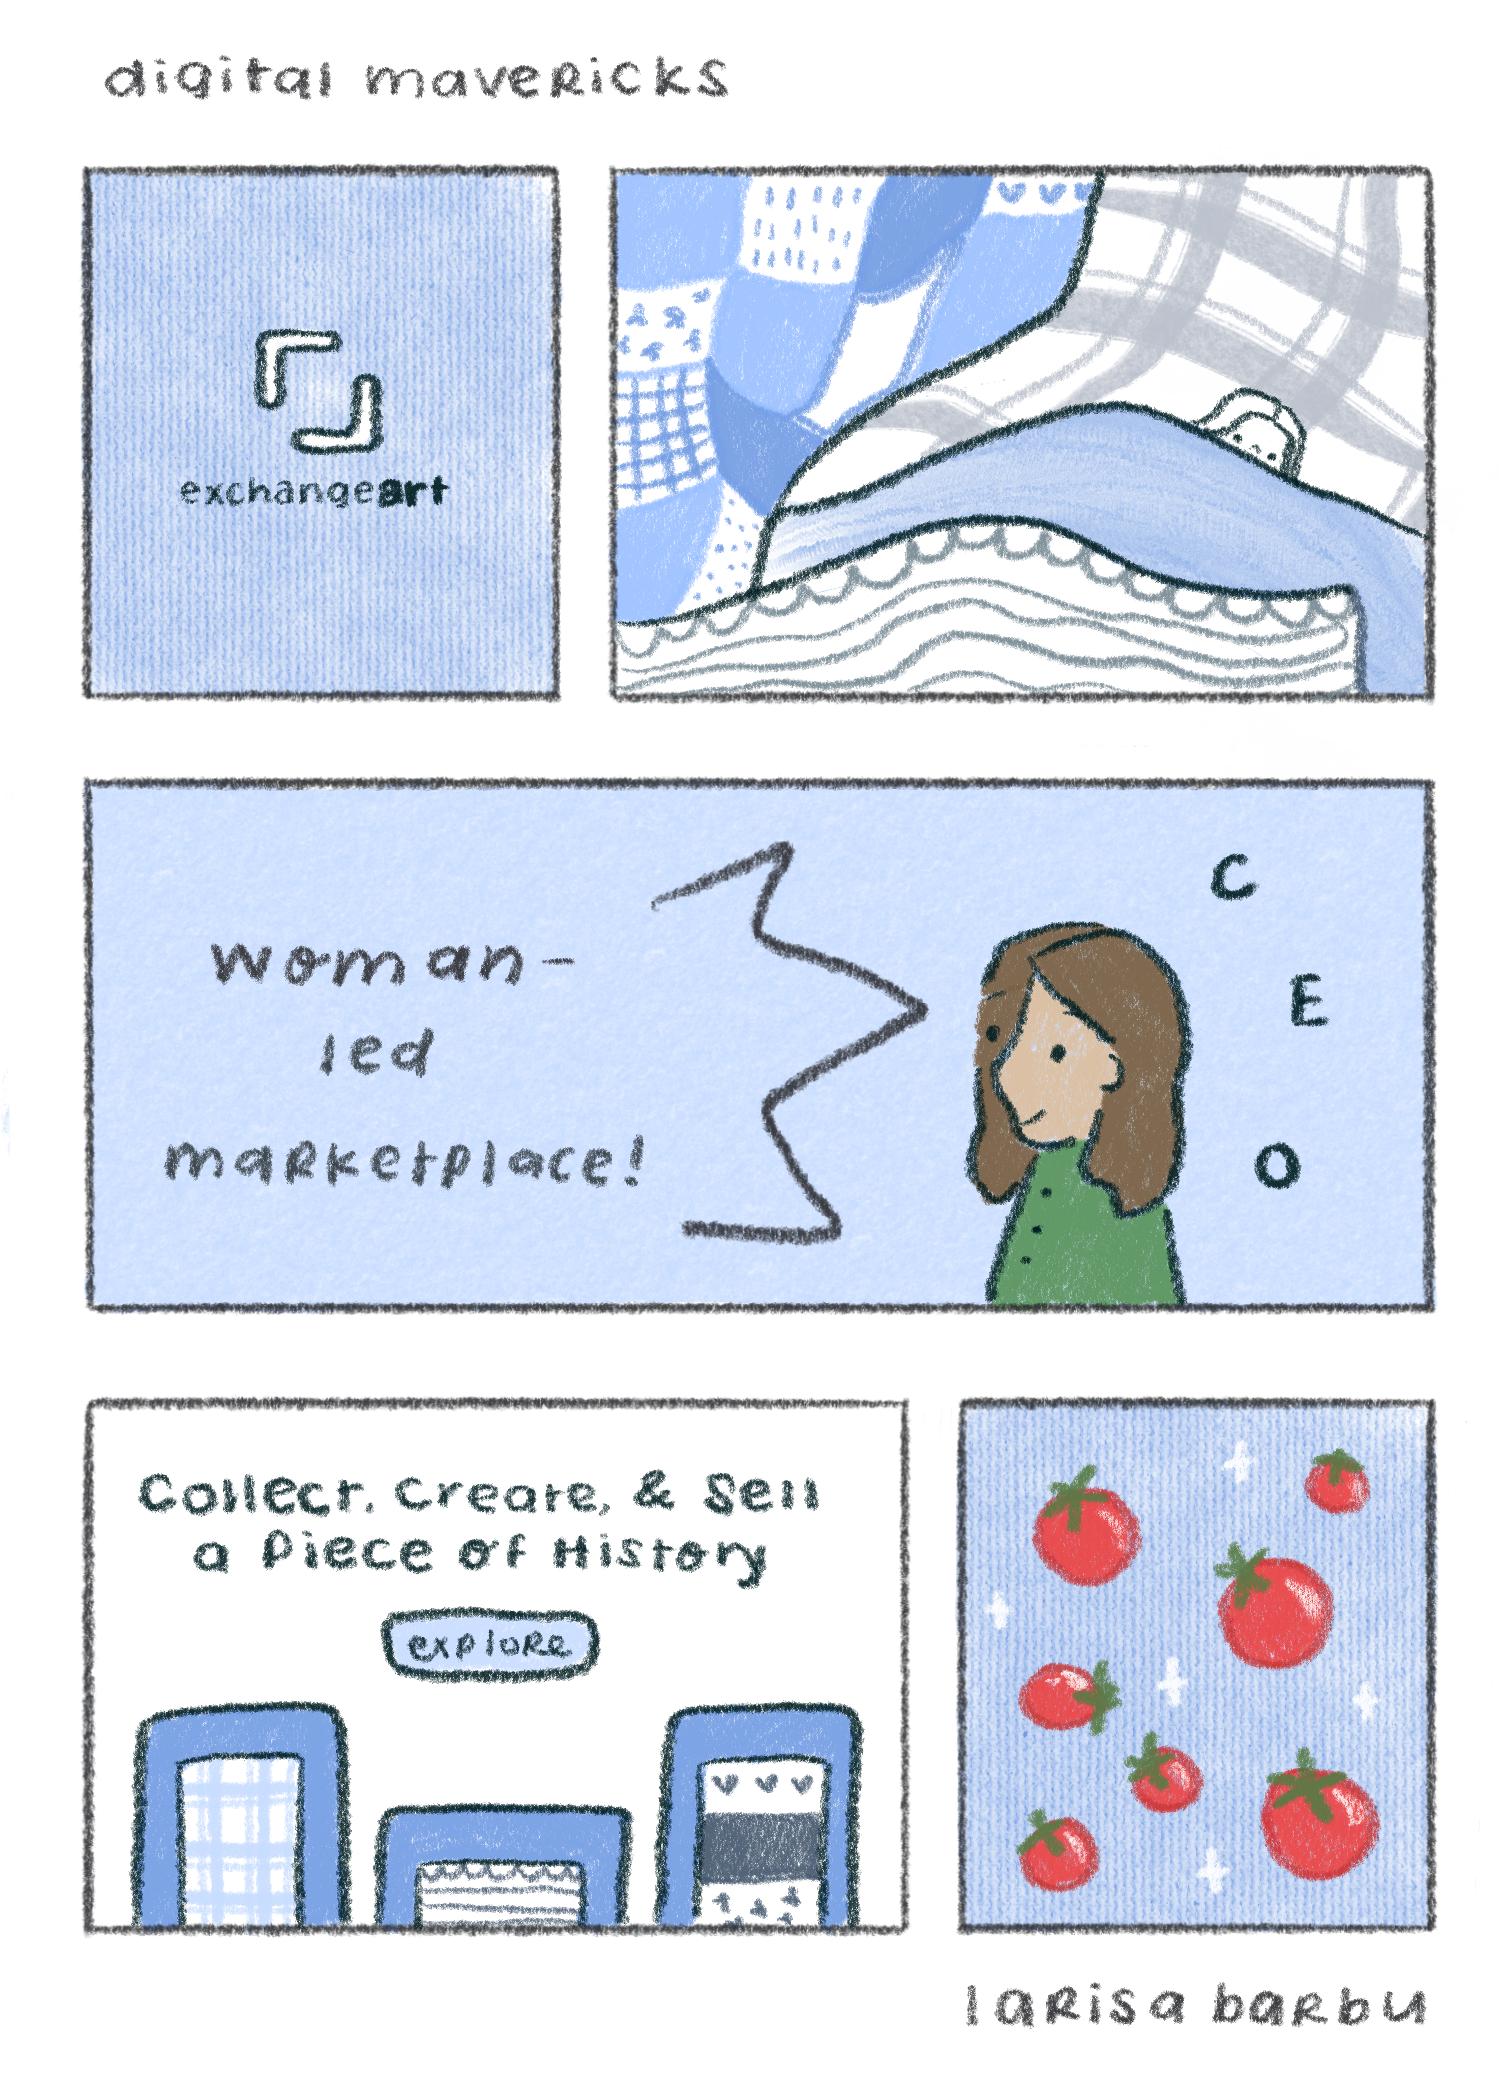 digital mavericks
exchangeart
woman-
led
marketplace!
C
E
O
Collect, Create, & Sell
a Piece of History
explore
larisa barbu